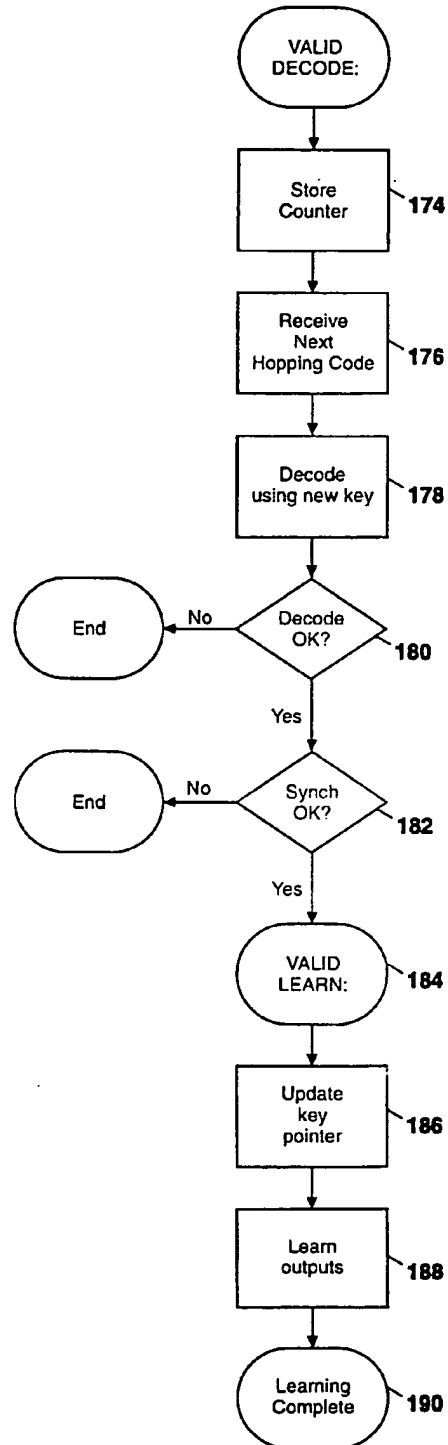 VALID
DECODE:
Store
Counter
174
Receive
Next
Hopping Code
176
Decode
using new key
178
End
No
Decode
OK?
180
Yes
End
No
Synch
OK?
182
Yes
VALID
LEARN:
184
Update
key
pointer
186
Learn
outputs
188
Learning
Complete
190